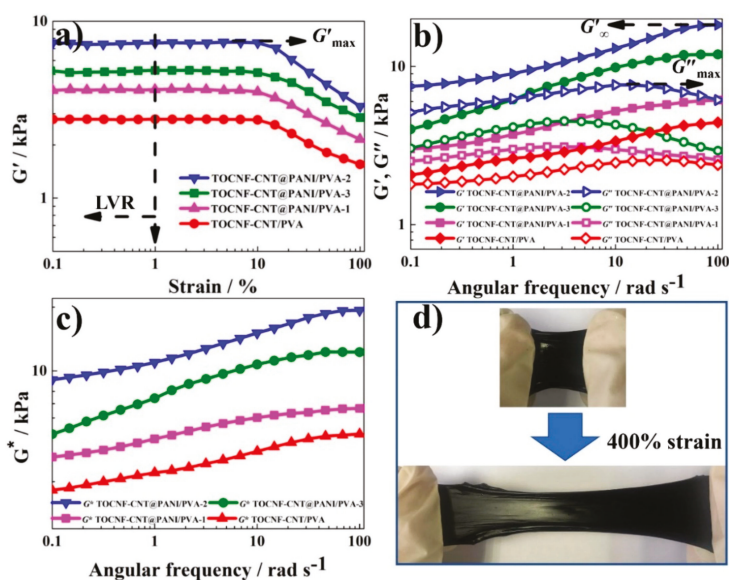 a)
G′max
LVR
TOCNF-CNT@PANI/PVA-2
TOCNF-CNT@PANI/PVA-3
TOCNF-CNT@PANI/PVA-1
TOCNF-CNT/PVA
10
1
G′ / kPa
0.1 1 10 100
Strain / %
b)
G′∞
G″max
G′ TOCNF-CNT@PANI/PVA-2 G″ TOCNF-CNT@PANI/PVA-2
G′ TOCNF-CNT@PANI/PVA-3 G″ TOCNF-CNT@PANI/PVA-3
G′ TOCNF-CNT@PANI/PVA-1 G″ TOCNF-CNT@PANI/PVA-1
G′ TOCNF-CNT/PVA G″ TOCNF-CNT/PVA
10
1
G′, G″ / kPa
0.1 1 10 100
Angular frequency / rad s-1
c)
10
G* / kPa
G* TOCNF-CNT@PANI/PVA-2 G* TOCNF-CNT@PANI/PVA-3
G* TOCNF-CNT@PANI/PVA-1 G* TOCNF-CNT/PVA
0.1 1 10 100
Angular frequency / rad s-1
d)
400% strain